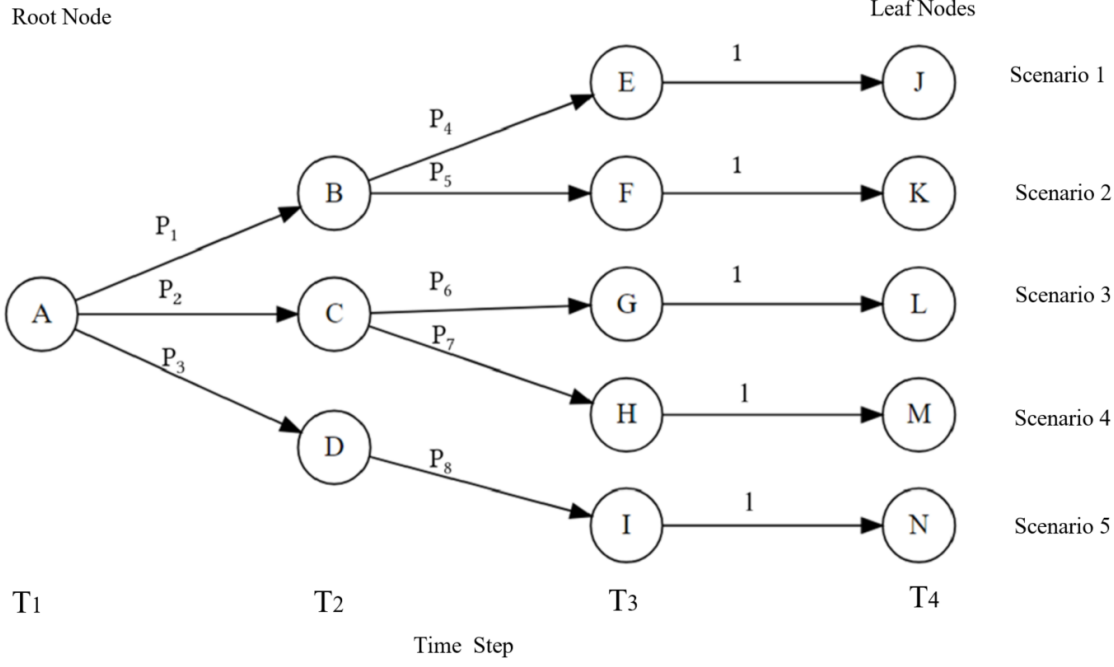 Root Node
Leaf Nodes
E
1
J
Scenario 1
P4
B
P5
F
1
K
Scenario 2
P1
A
P2
C
P6
G
1
L
Scenario 3
P7
P3
H
1
M
Scenario 4
D
P8
I
1
N
Scenario 5
T1
T2
T3
T4
Time Step